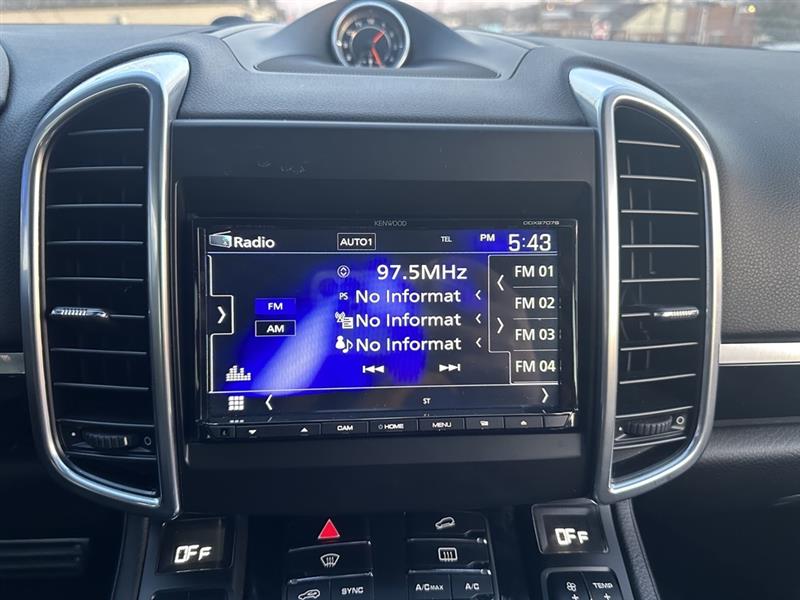 KENWOOD
DDX9707S
Radio AUTO1 TEL PM 5:43
97.5MHz
FM 01
FM
PS No Informat
FM 02
AM
No Informat
FM 03
No Informat
FM 04
ST
CAM HOME MENU
OFF OFF
SYNC A/C MAX A/C TEMP